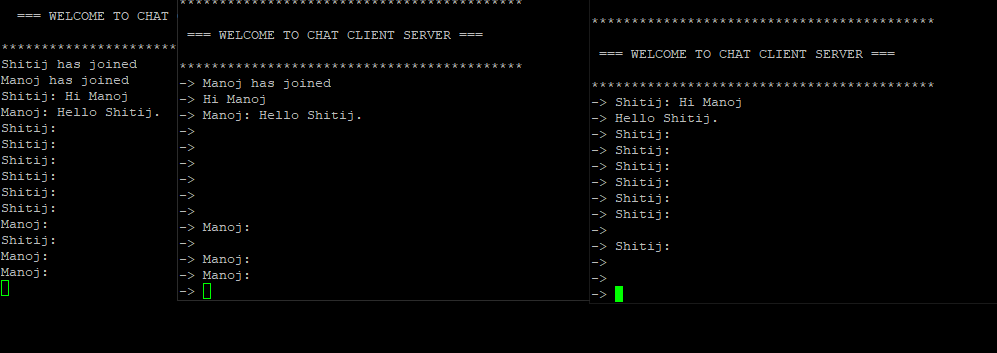 === WELCOME TO CHAT
***********************
Shitij has joined
Manoj has joined
Shitij: Hi Manoj
Manoj: Hello Shitij.
Shitij:
Shitij:
Shitij:
Shitij:
Shitij:
Shitij:
Manoj:
Shitij:
Manoj:
Manoj:
*******************************************
=== WELCOME TO CHAT CLIENT SERVER ===
*******************************************
-> Manoj has joined
-> Hi Manoj
-> Manoj: Hello Shitij.
->
->
->
->
->
->
-> Manoj:
->
-> Manoj:
-> Manoj:
->
*******************************************
=== WELCOME TO CHAT CLIENT SERVER ===
*******************************************
-> Shitij: Hi Manoj
-> Hello Shitij.
-> Shitij:
-> Shitij:
-> Shitij:
-> Shitij:
-> Shitij:
-> Shitij:
->
-> Shitij:
->
->
->